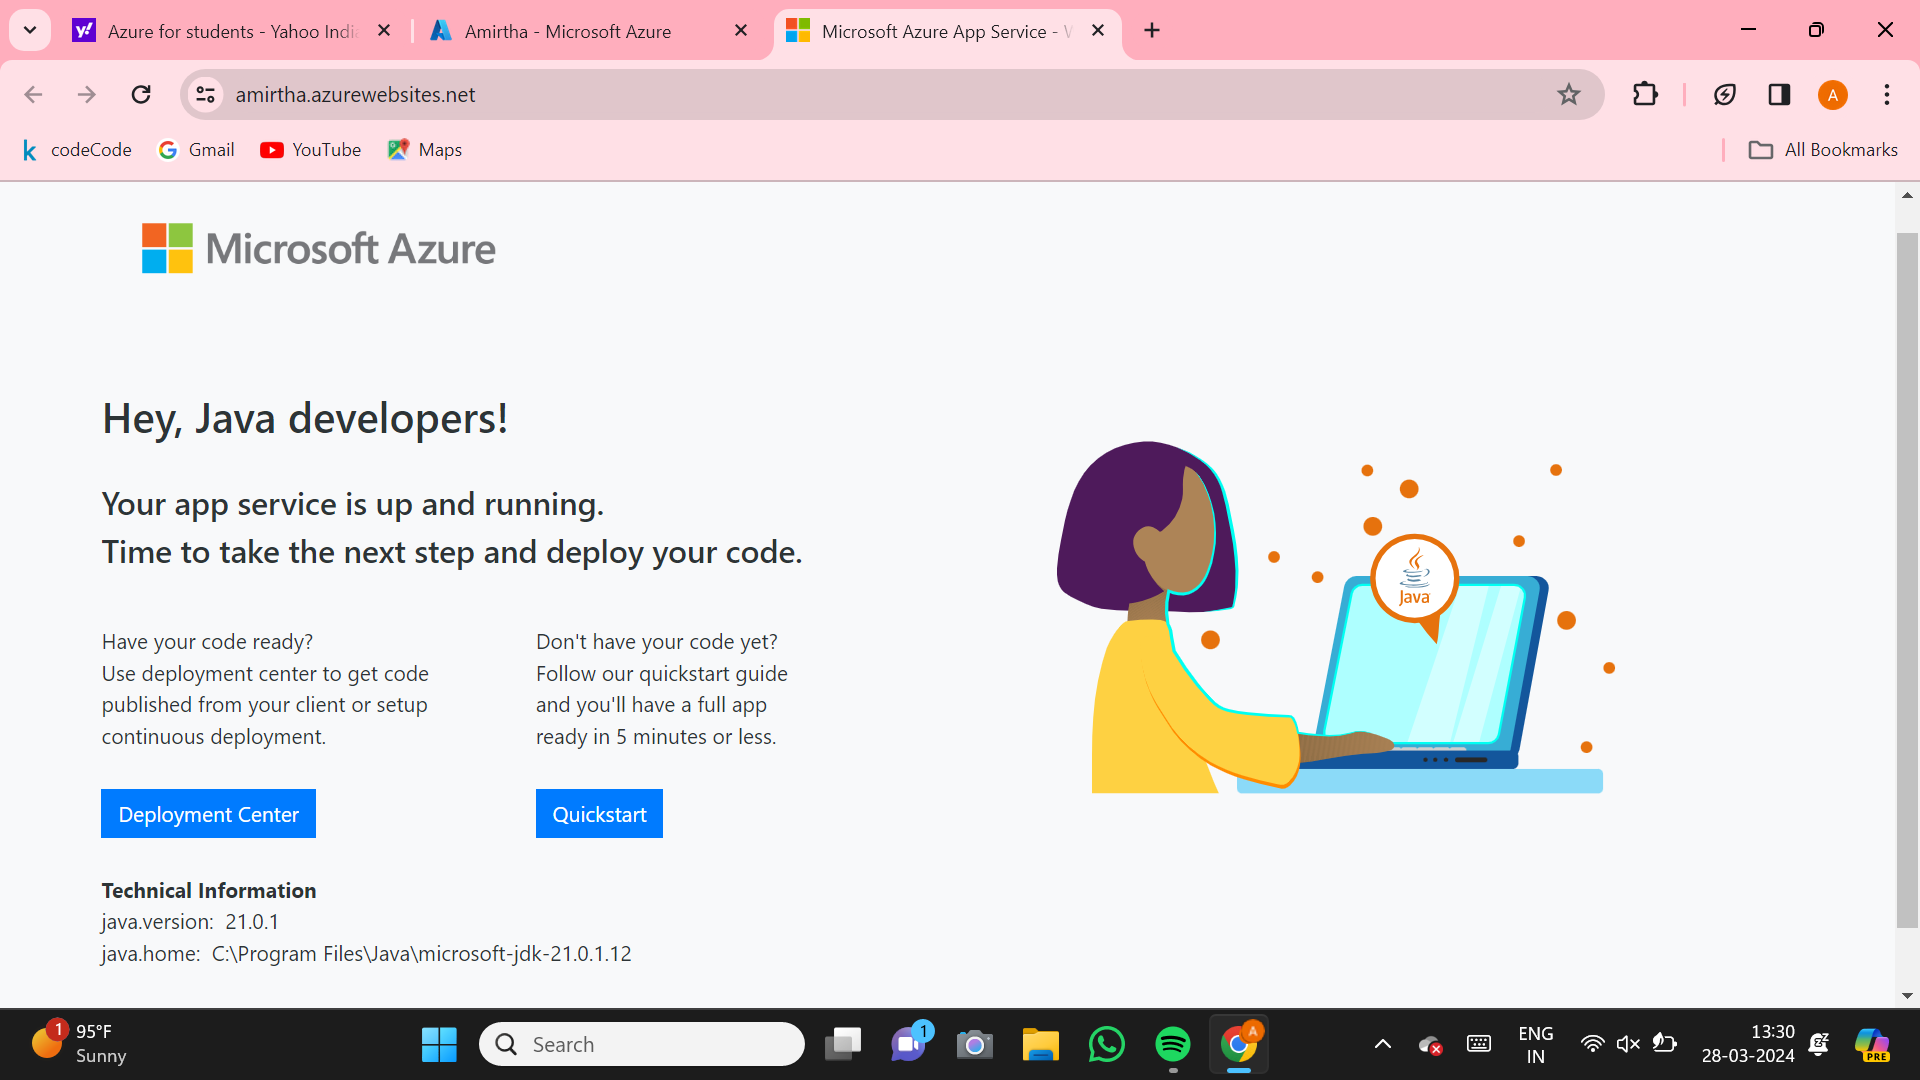 Azure for students - Yahoo Indi
Amirtha - Microsoft Azure
Microsoft Azure App Service - W
amirtha.azurewebsites.net
A
codeCode
Gmail
YouTube
Maps
All Bookmarks
Microsoft Azure
Hey, Java developers!
Your app service is up and running.
Time to take the next step and deploy your code.
Java
Have your code ready?
Use deployment center to get code
published from your client or setup
continuous deployment.
Deployment Center
Don't have your code yet?
Follow our quickstart guide
and you'll have a full app
ready in 5 minutes or less.
Quickstart
Technical Information
java.version: 21.0.1
java.home: C:\Program Files\Java\microsoft-jdk-21.0.1.12
1
95°F
Sunny
Search
1
A
ENG
IN
13:30
28-03-2024
PRE